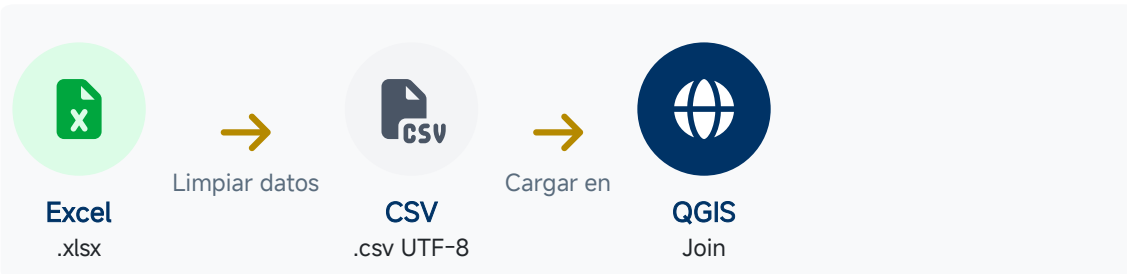 X
CSV
Limpiar datos
Cargar en
Excel
CSV
QGIS
.xlsx
.csv UTF-8
Join